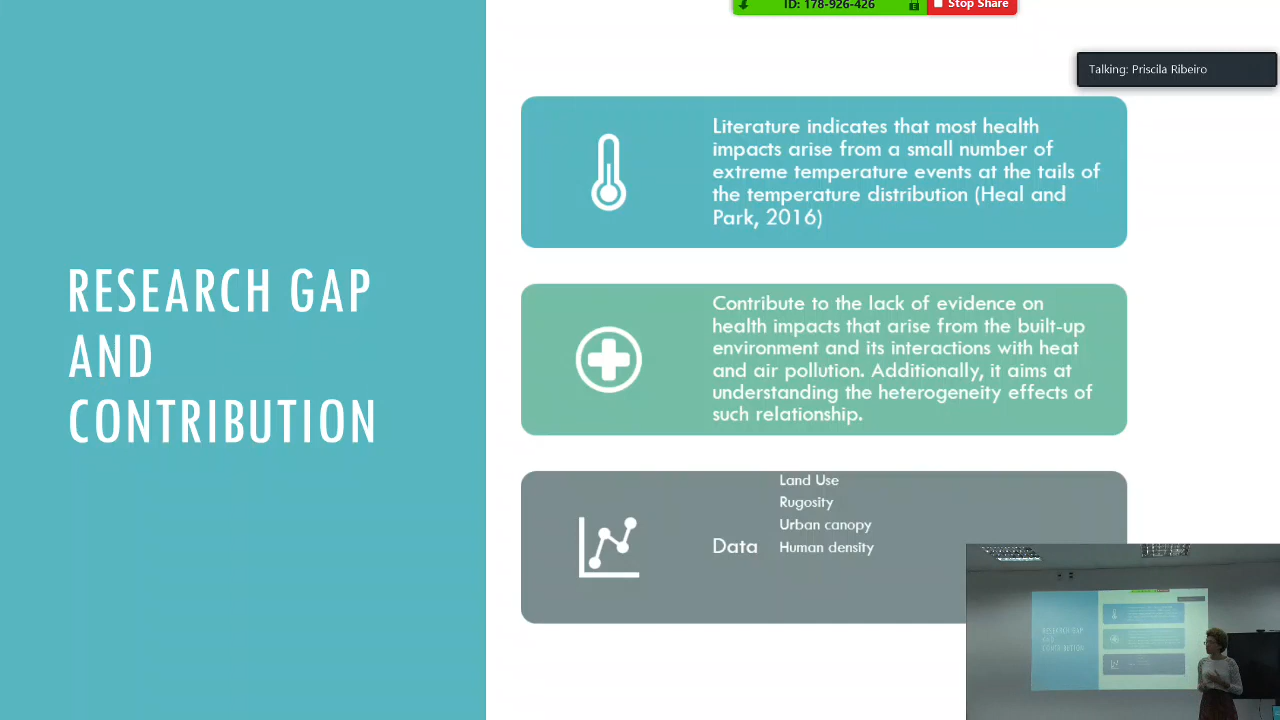 ID: 178-926-426
Stop Share
Talking: Priscila Ribeiro
RESEARCH GAP
AND
CONTRIBUTION
Literature indicates that most health
impacts arise from a small number of
extreme temperature events at the tails of
the temperature distribution (Heal and
Park, 2016)
Contribute to the lack of evidence on
health impacts that arise from the built-up
environment and its interactions with heat
and air pollution. Additionally, it aims at
understanding the heterogeneity effects of
such relationship.
Data
Land Use
Rugosity
Urban canopy
Human density
RESEARCH GAP
AND
CONTRIBUTION